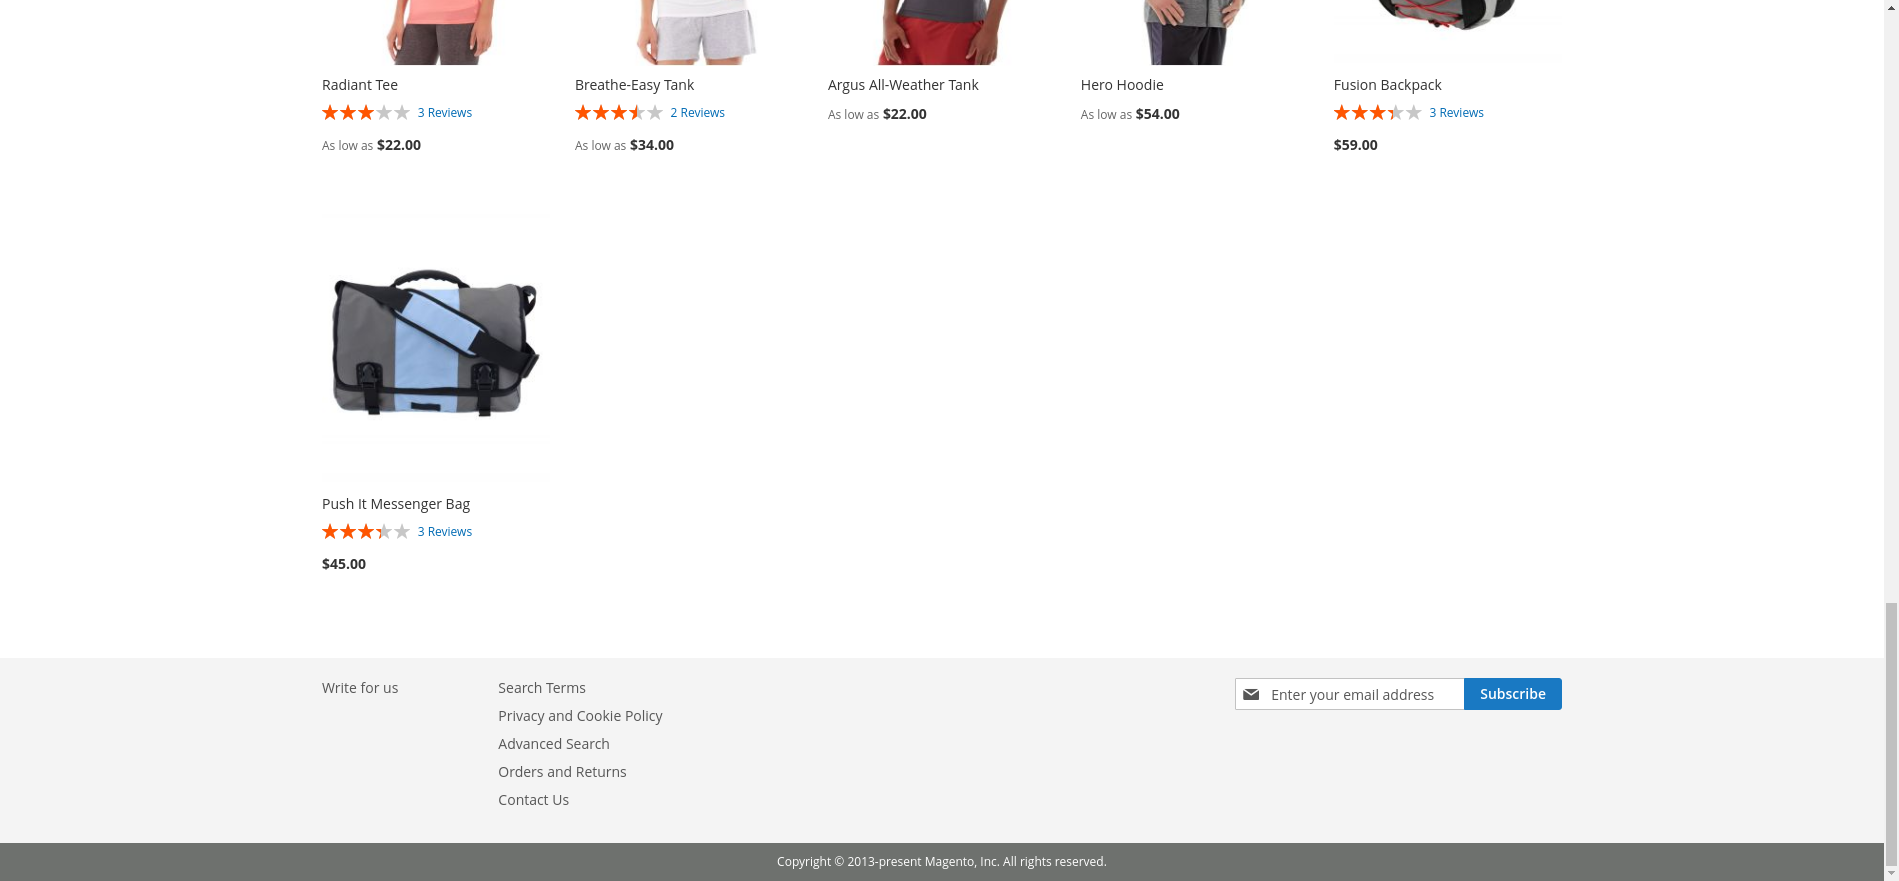 Radiant Tee
3 Reviews
As low as $22.00
Breathe-Easy Tank
2 Reviews
As low as $34.00
Argus All-Weather Tank
As low as $22.00
Hero Hoodie
As low as $54.00
Fusion Backpack
3 Reviews
$59.00
Push It Messenger Bag
3 Reviews
$45.00
Write for us
Search Terms
Privacy and Cookie Policy
Advanced Search
Orders and Returns
Contact Us
Enter your email address
Subscribe
Copyright © 2013-present Magento, Inc. All rights reserved.